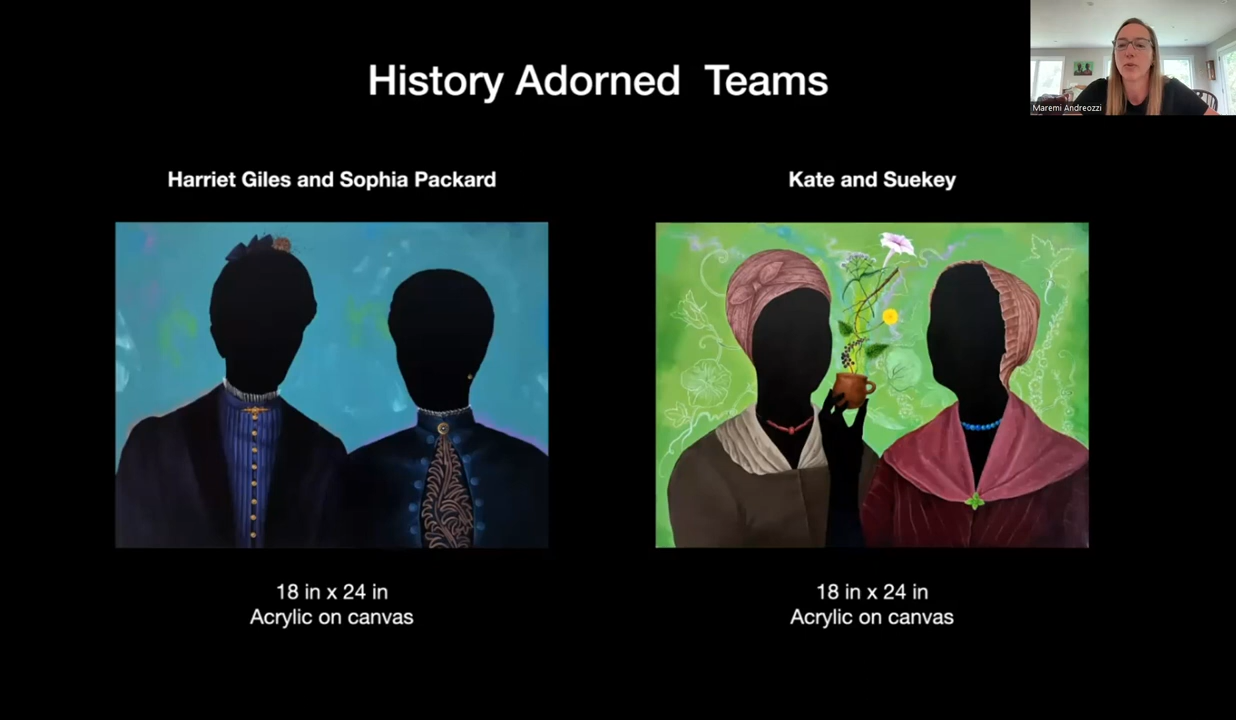 History Adorned  Teams
Maremi Andreozzi
Harriet Giles and Sophia Packard
Kate and Suekey
18 in x 24 in
Acrylic on canvas
18 in x 24 in
Acrylic on canvas